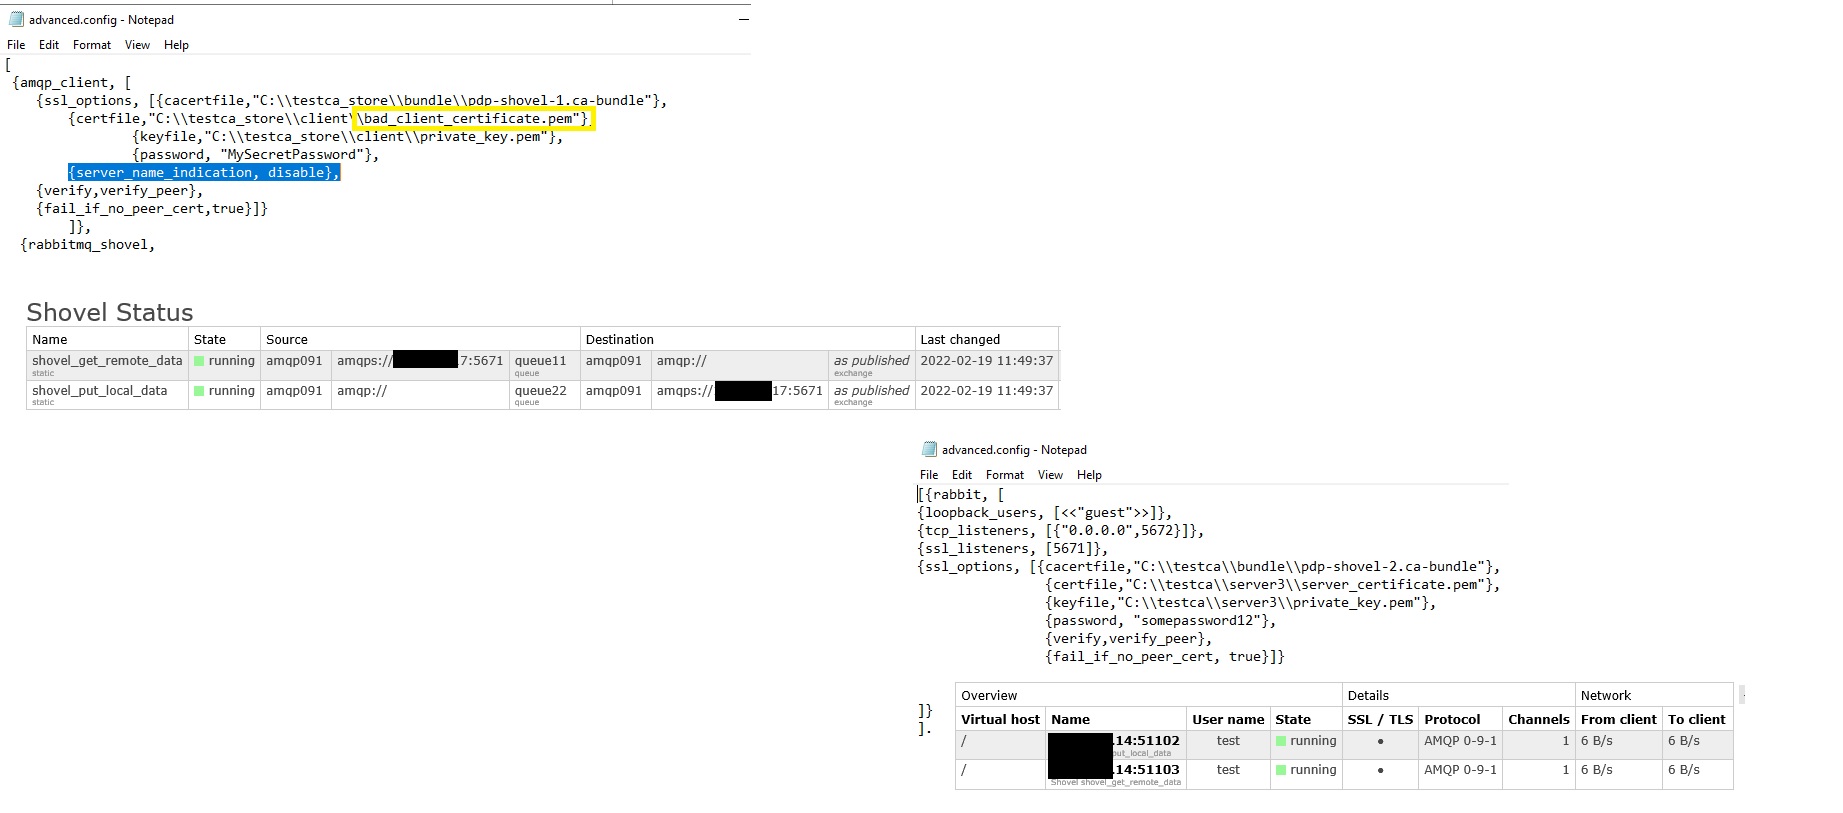 advanced.config - Notepad
File Edit Format View Help
[
{amqp_client, [
{ssl_options, [{cacertfile,"C:\\testca_store\\bundle\\pdp-shovel-1.ca-bundle"},
{certfile,"C:\\testca_store\\client\\bad_client_certificate.pem"}
{keyfile,"C:\\testca_store\\client\\private_key.pem"},
{password, "MySecretPassword"},
{server_name_indication, disable},
{verify,verify_peer},
{fail_if_no_peer_cert,true}]}
]},
{rabbitmq_shovel,
Shovel Status
Name State Source Destination Last changed
shovel_get_remote_data running amqp091 amqps:// 7:5671 queue11 amqp091 amqp:// as published 2022-02-19 11:49:37
static queue exchange
shovel_put_local_data running amqp091 amqp:// queue22 amqp091 amqps:// 17:5671 as published 2022-02-19 11:49:37
static queue exchange
advanced.config - Notepad
File Edit Format View Help
[{rabbit, [
{loopback_users, [<<"guest">>]},
{tcp_listeners, [{"0.0.0.0",5672}]},
{ssl_listeners, [5671]},
{ssl_options, [{cacertfile,"C:\\testca\\bundle\\pdp-shovel-2.ca-bundle"},
{certfile,"C:\\testca\\server3\\server_certificate.pem"},
{keyfile,"C:\\testca\\server3\\private_key.pem"},
{password, "somepassword12"},
{verify,verify_peer},
{fail_if_no_peer_cert, true}]}
]}
].
Overview Details Network
Virtual host Name User name State SSL / TLS Protocol Channels From client To client
/ .14:51102 test running • AMQP 0-9-1 1 6 B/s 6 B/s
put_local_data
/ .14:51103 test running • AMQP 0-9-1 1 6 B/s 6 B/s
Shovel shovel_get_remote_data